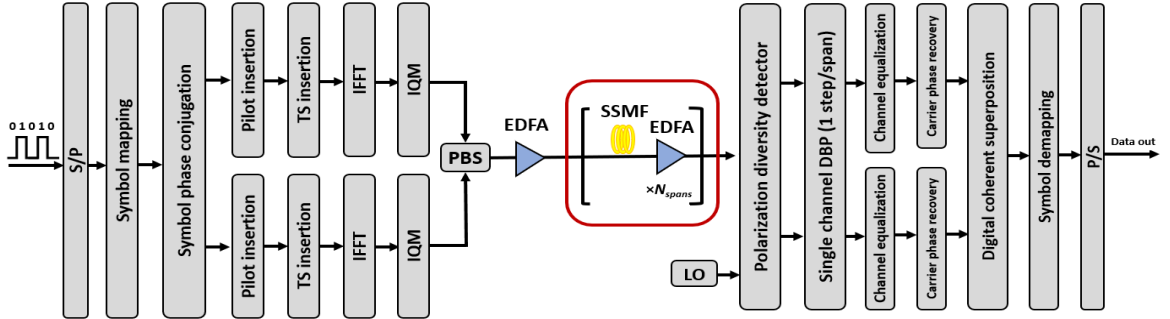 0 1 0 1 0
S/P
Symbol mapping
Symbol phase conjugation
Pilot insertion
TS insertion
IFFT
IQM
Pilot insertion
TS insertion
IFFT
IQM
PBS
EDFA
SSMF
EDFA
×N_spans
LO
Polarization diversity detector
Single channel DBP (1 step/span)
Channel equalization
Carrier phase recovery
Channel equalization
Carrier phase recovery
Digital coherent superposition
Symbol demapping
P/S
Data out